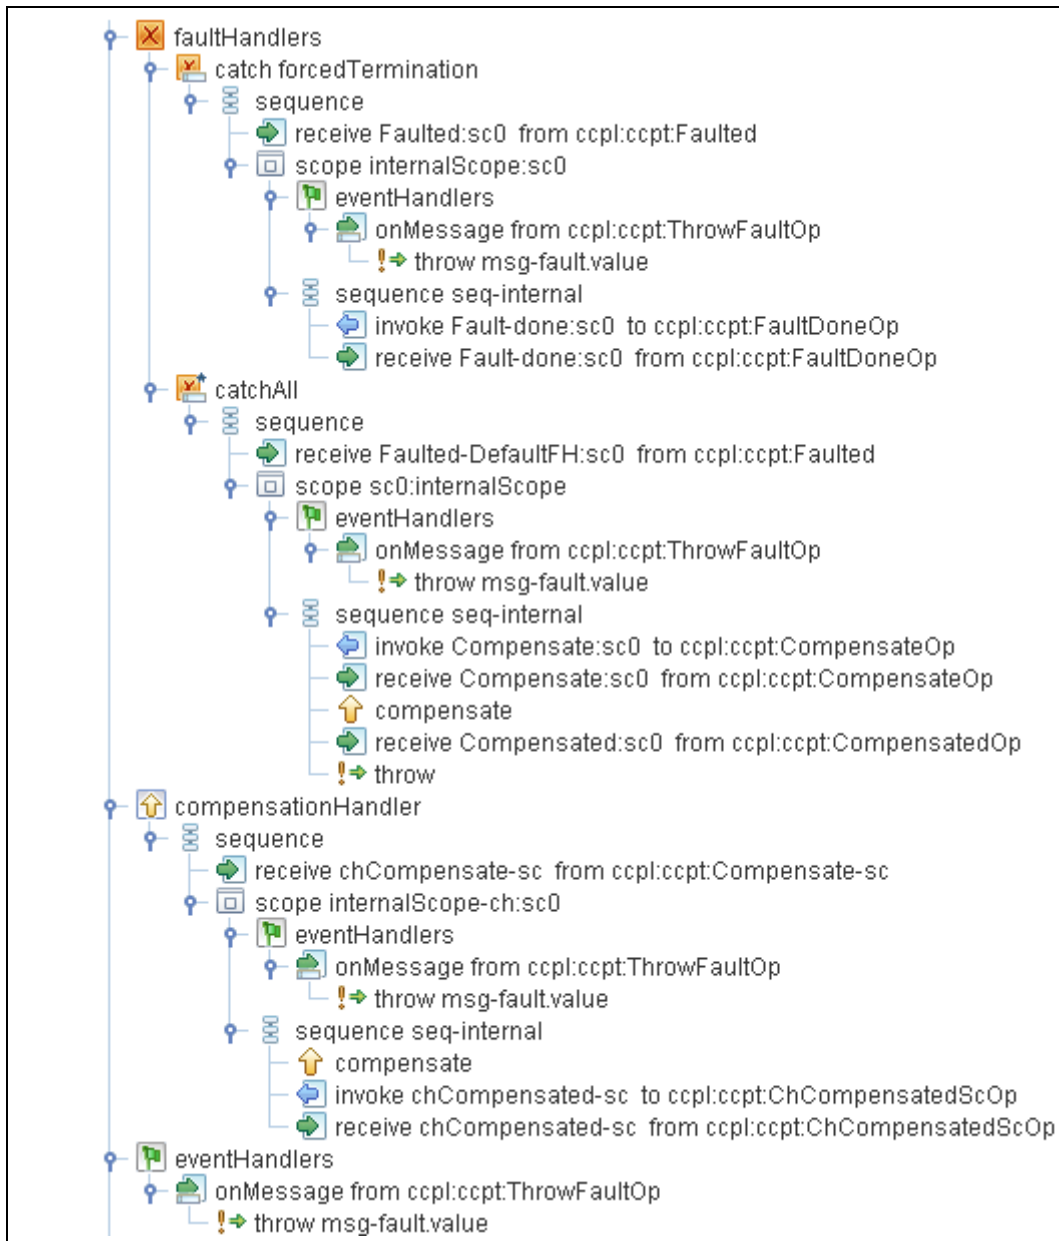 faultHandlers
catch forcedTermination
sequence
receive Faulted:sc0 from ccpl:ccpt:Faulted
scope internalScope:sc0
eventHandlers
onMessage from ccpl:ccpt:ThrowFaultOp
throw msg-fault.value
sequence seq-internal
invoke Fault-done:sc0 to ccpl:ccpt:FaultDoneOp
receive Fault-done:sc0 from ccpl:ccpt:FaultDoneOp
catchAll
sequence
receive Faulted-DefaultFH:sc0 from ccpl:ccpt:Faulted
scope sc0:internalScope
eventHandlers
onMessage from ccpl:ccpt:ThrowFaultOp
throw msg-fault.value
sequence seq-internal
invoke Compensate:sc0 to ccpl:ccpt:CompensateOp
receive Compensate:sc0 from ccpl:ccpt:CompensateOp
compensate
receive Compensated:sc0 from ccpl:ccpt:CompensatedOp
throw
compensationHandler
sequence
receive chCompensate-sc from ccpl:ccpt:Compensate-sc
scope internalScope-ch:sc0
eventHandlers
onMessage from ccpl:ccpt:ThrowFaultOp
throw msg-fault.value
sequence seq-internal
compensate
invoke chCompensated-sc to ccpl:ccpt:ChCompensatedScOp
receive chCompensated-sc from ccpl:ccpt:ChCompensatedScOp
eventHandlers
onMessage from ccpl:ccpt:ThrowFaultOp
throw msg-fault.value